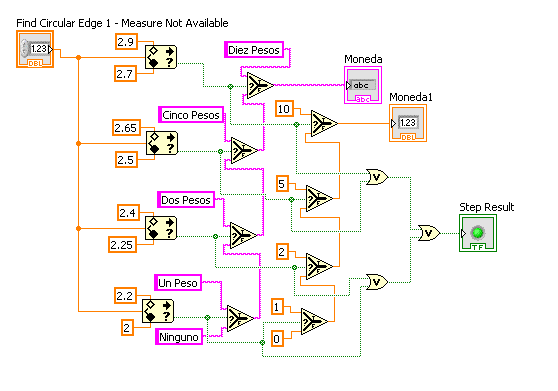 Find Circular Edge 1 - Measure Not Available
1.23
DBL
2.9
2.7
Diez Pesos
Moneda
abc
abc
Moneda1
1.23
DBL
10
Cinco Pesos
2.65
2.5
5
Dos Pesos
2.4
2.25
Step Result
TF
2
Un Peso
2.2
2
Ninguno
1
0